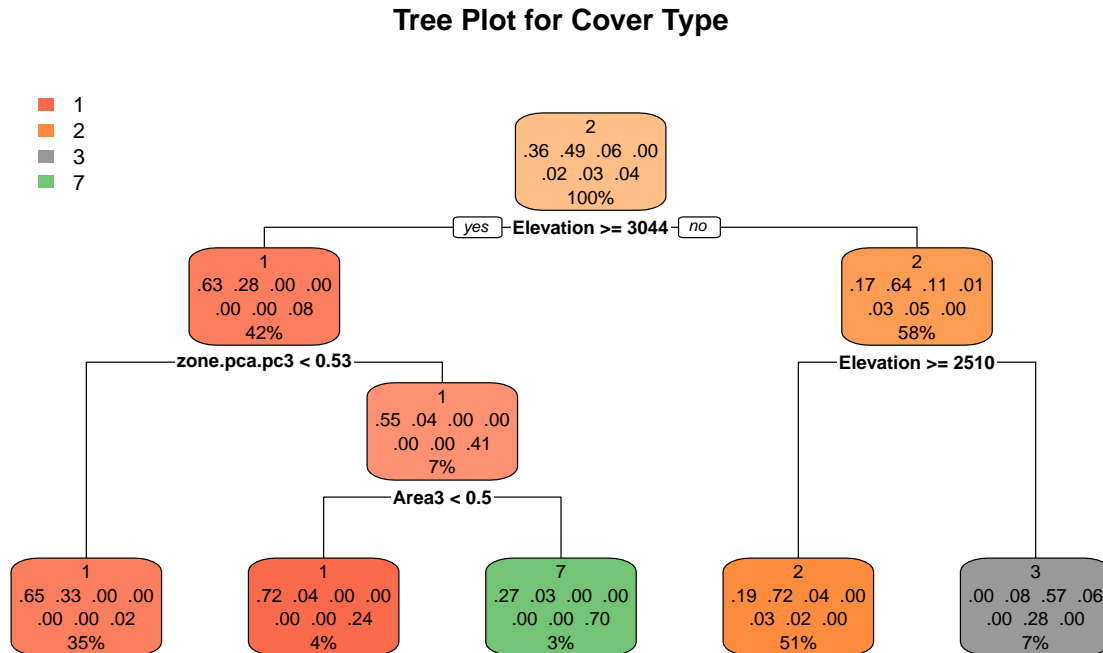 Tree Plot for Cover Type
1
2
3
7
2
.36 .49 .06 .00
.02 .03 .04
100%
yes Elevation >= 3044 no
1
.63 .28 .00 .00
.00 .00 .08
42%
2
.17 .64 .11 .01
.03 .05 .00
58%
zone.pca.pc3 < 0.53
Elevation >= 2510
1
.55 .04 .00 .00
.00 .00 .41
7%
Area3 < 0.5
1
.65 .33 .00 .00
.00 .00 .02
35%
1
.72 .04 .00 .00
.00 .00 .24
4%
7
.27 .03 .00 .00
.00 .00 .70
3%
2
.19 .72 .04 .00
.03 .02 .00
51%
3
.00 .08 .57 .06
.00 .28 .00
7%